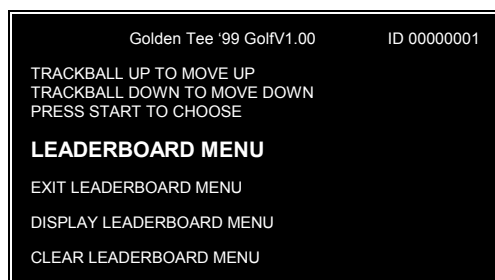 Golden Tee ‘99 GolfV1.00 ID 00000001
TRACKBALL UP TO MOVE UP
TRACKBALL DOWN TO MOVE DOWN
PRESS START TO CHOOSE
LEADERBOARD MENU
EXIT LEADERBOARD MENU
DISPLAY LEADERBOARD MENU
CLEAR LEADERBOARD MENU